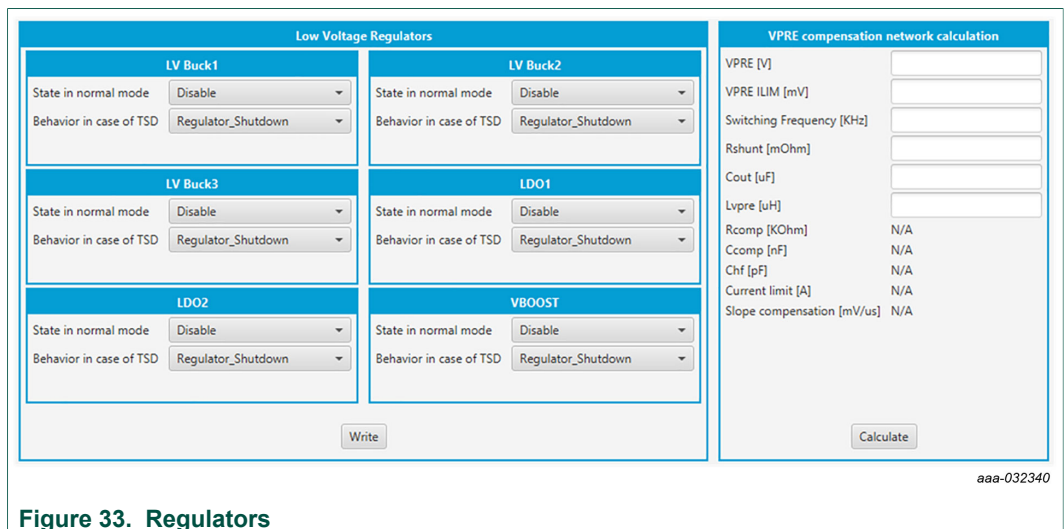 Low Voltage Regulators
LV Buck1
State in normal mode Disable
Behavior in case of TSD Regulator_Shutdown
LV Buck2
State in normal mode Disable
Behavior in case of TSD Regulator_Shutdown
LV Buck3
State in normal mode Disable
Behavior in case of TSD Regulator_Shutdown
LDO1
State in normal mode Disable
Behavior in case of TSD Regulator_Shutdown
LDO2
State in normal mode Disable
Behavior in case of TSD Regulator_Shutdown
VBOOST
State in normal mode Disable
Behavior in case of TSD Regulator_Shutdown
Write
VPRE compensation network calculation
VPRE [V]
VPRE ILIM [mV]
Switching Frequency [KHz]
Rshunt [mOhm]
Cout [uF]
Lvpre [uH]
Rcomp [KOhm] N/A
Ccomp [nF] N/A
Chf [pF] N/A
Current limit [A] N/A
Slope compensation [mV/us] N/A
Calculate
aaa-032340
Figure 33. Regulators